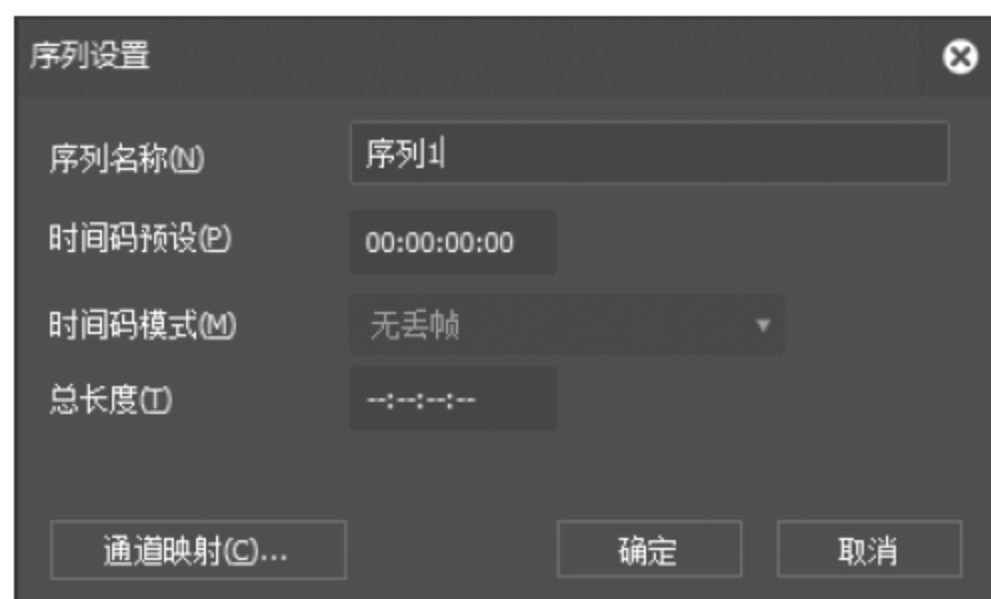 序列设置
序列名称(N) 序列1
时间码预设(P) 00:00:00:00
时间码模式(M) 无丢帧
总长度(T) --:--:--:--
通道映射(C)... 确定 取消